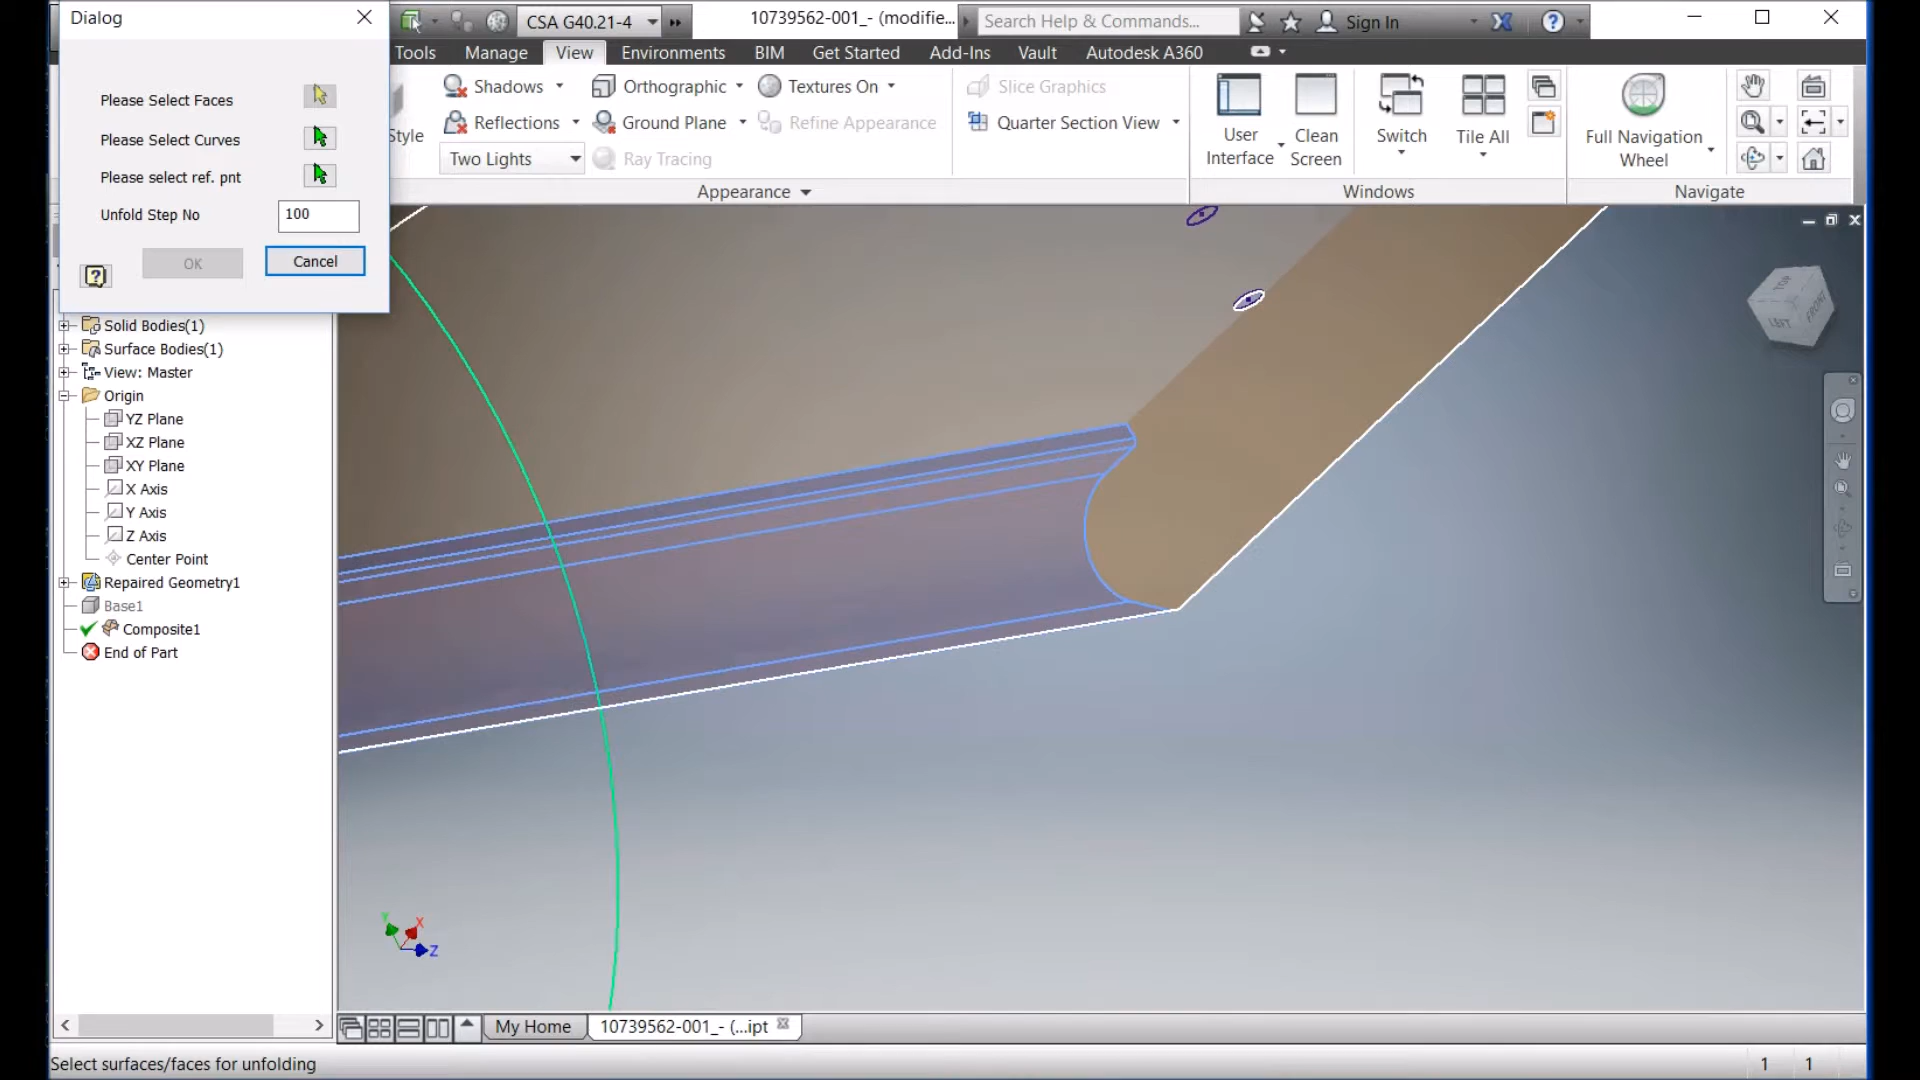 Dialog
CSA G40.21-4
10739562-001_- (modifie...
Search Help & Commands...
Sign In
Tools
Manage
View
Environments
BIM
Get Started
Add-Ins
Vault
Autodesk A360
Please Select Faces
Please Select Curves
Please select ref. pnt
Unfold Step No
100
OK
Cancel
Style
Shadows
Reflections
Two Lights
Orthographic
Ground Plane
Ray Tracing
Textures On
Refine Appearance
Appearance
Slice Graphics
Quarter Section View
User
Interface
Clean
Screen
Switch
Tile All
Windows
Full Navigation
Wheel
Navigate
Solid Bodies(1)
Surface Bodies(1)
View: Master
Origin
YZ Plane
XZ Plane
XY Plane
X Axis
Y Axis
Z Axis
Center Point
Repaired Geometry1
Base1
Composite1
End of Part
TOP
LEFT
FRONT
Y
X
Z
My Home
10739562-001_- (...ipt
Select surfaces/faces for unfolding
1
1